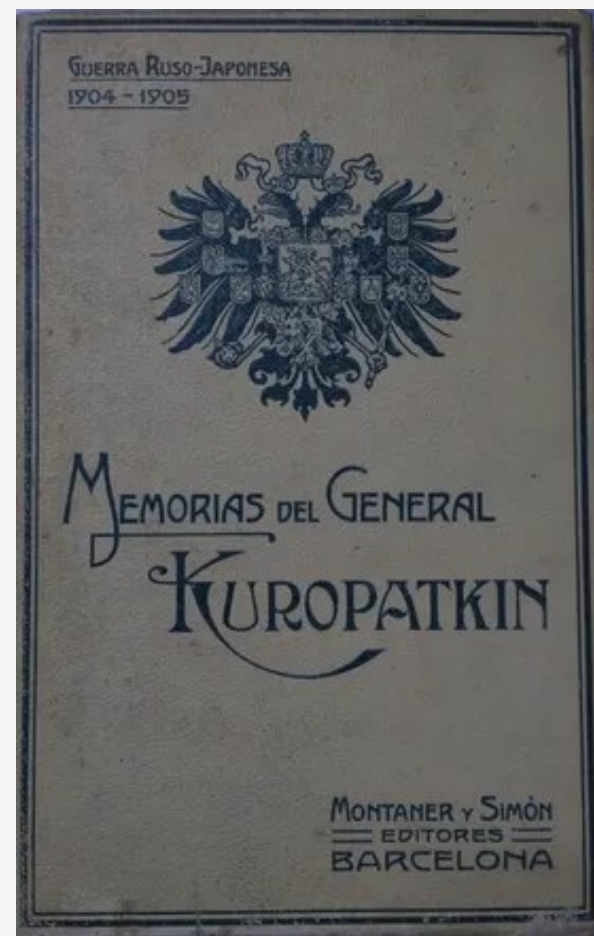 GUERRA RUSO-JAPONESA
1904 - 1905
MEMORIAS DEL GENERAL
KUROPATKIN
MONTANER Y SIMÓN
EDITORES
BARCELONA